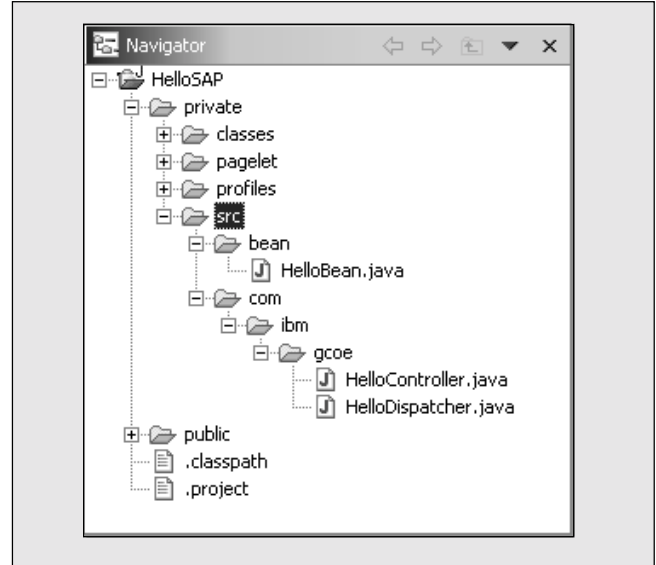 Navigator
HelloSAP
private
classes
pagelet
profiles
src
bean
HelloBean.java
com
ibm
gcoe
HelloController.java
HelloDispatcher.java
public
.classpath
.project